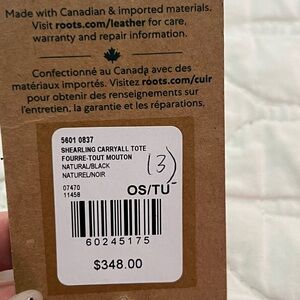 Made with Canadian & imported materials.
Visit roots.com/leather for care,
warranty and repair information.
Confectionné au Canada avec des
matériaux importés. Visitez roots.com/cuir
pour obtenir des renseignements sur
l'entretien, la garantie et les réparations.
5601 0837
SHEARLING CARRYALL TOTE
FOURRE-TOUT MOUTON
NATURAL/BLACK
NATUREL/NOIR
(3)
07470
11458
OS/TU
60245175
$348.00